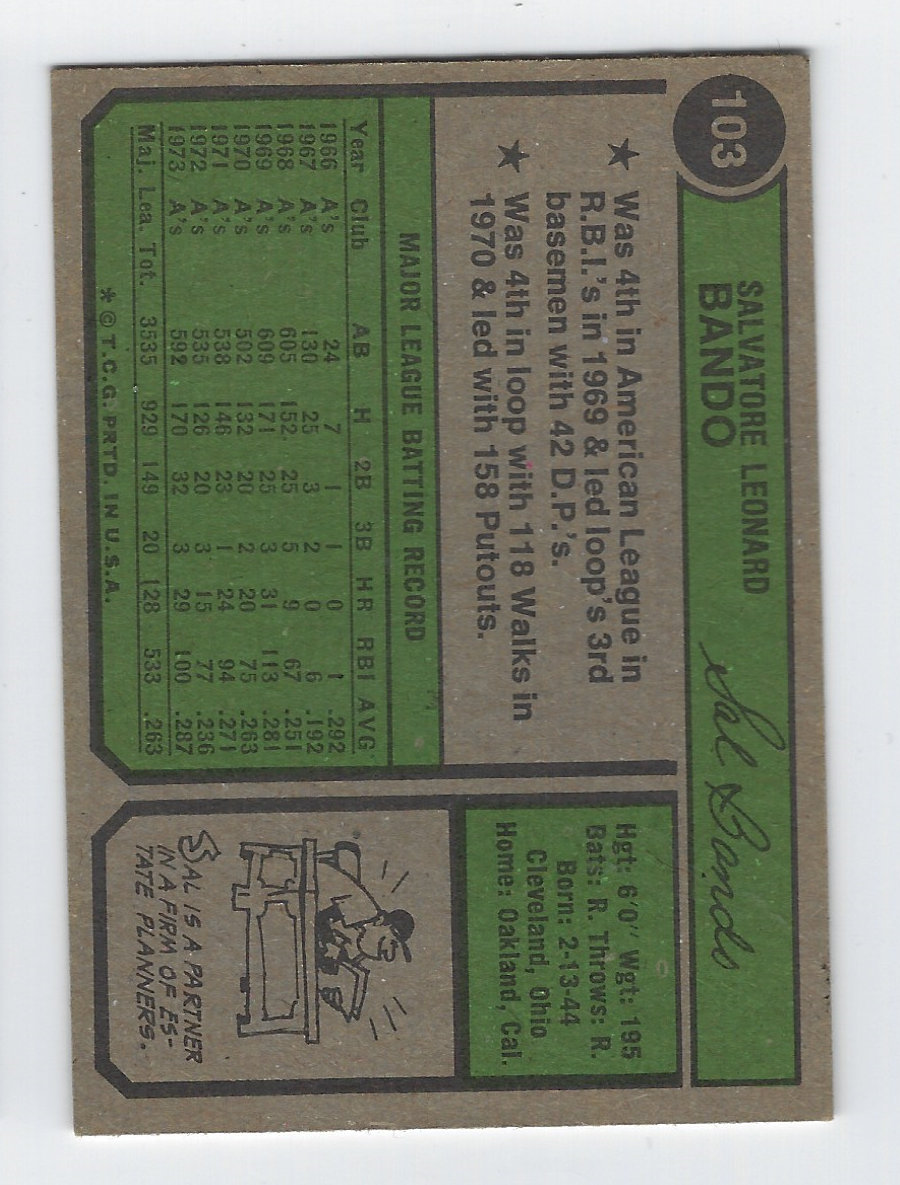 103
SALVATORE LEONARD
BANDO
Sal Bando
★ Was 4th in American League in
R.B.I.'s in 1969 & led loop's 3rd
basemen with 42 D.P.'s.
★ Was 4th in loop with 118 Walks in
1970 & led with 158 Putouts.
Hgt: 6'0" Wgt: 195
Bats: R. Throws: R.
Born: 2-13-44
Cleveland, Ohio
Home: Oakland, Cal.
MAJOR LEAGUE BATTING RECORD
Year Club AB H 2B 3B HR RBI AVG
1966 A's 24 7 1 1 0 1 .292
1967 A's 130 25 3 2 0 6 .192
1968 A's 605 152 25 5 9 67 .251
1969 A's 609 171 25 3 31 113 .281
1970 A's 502 132 20 2 20 75 .263
1971 A's 538 146 23 1 24 94 .271
1972 A's 535 126 20 3 15 77 .236
1973 A's 592 170 32 3 29 100 .287
Maj. Lea. Tot. 3535 929 149 20 128 533 .263
SAL IS A PARTNER
IN A FIRM OF ES-
TATE PLANNERS.
* © T.C.G. PRTD. IN U.S.A.